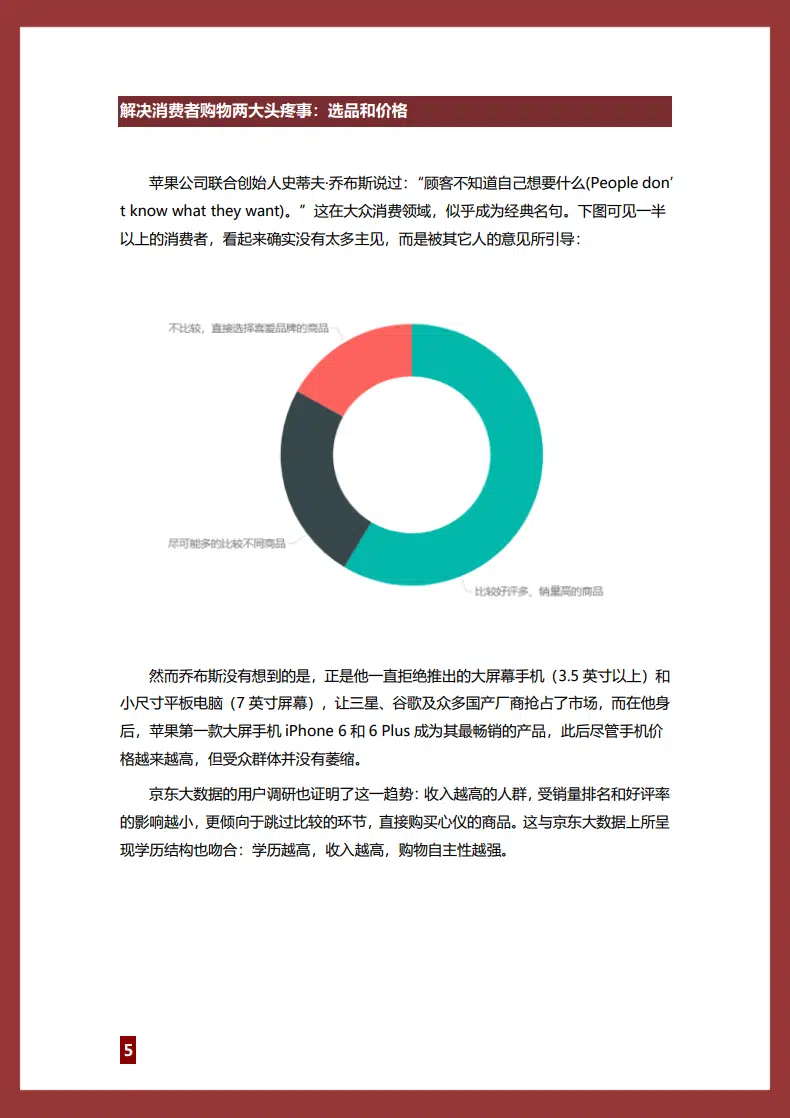 解决消费者购物两大头疼事：选品和价格
苹果公司联合创始人史蒂夫·乔布斯说过：“顾客不知道自己想要什么(People don’
t know what they want)。”这在大众消费领域，似乎成为经典名句。下图可见一半
以上的消费者，看起来确实没有太多主见，而是被其它人的意见所引导：
不比较，直接选择喜爱品牌的商品
尽可能多的比较不同商品
比较好评多、销量高的商品
然而乔布斯没有想到的是，正是他一直拒绝推出的大屏幕手机（3.5 英寸以上）和
小尺寸平板电脑（7 英寸屏幕），让三星、谷歌及众多国产厂商抢占了市场，而在他身
后，苹果第一款大屏手机 iPhone 6 和 6 Plus 成为其最畅销的产品，此后尽管手机价
格越来越高，但受众群体并没有萎缩。
京东大数据的用户调研也证明了这一趋势：收入越高的人群，受销量排名和好评率
的影响越小，更倾向于跳过比较的环节，直接购买心仪的商品。这与京东大数据上所呈
现学历结构也吻合：学历越高，收入越高，购物自主性越强。
5